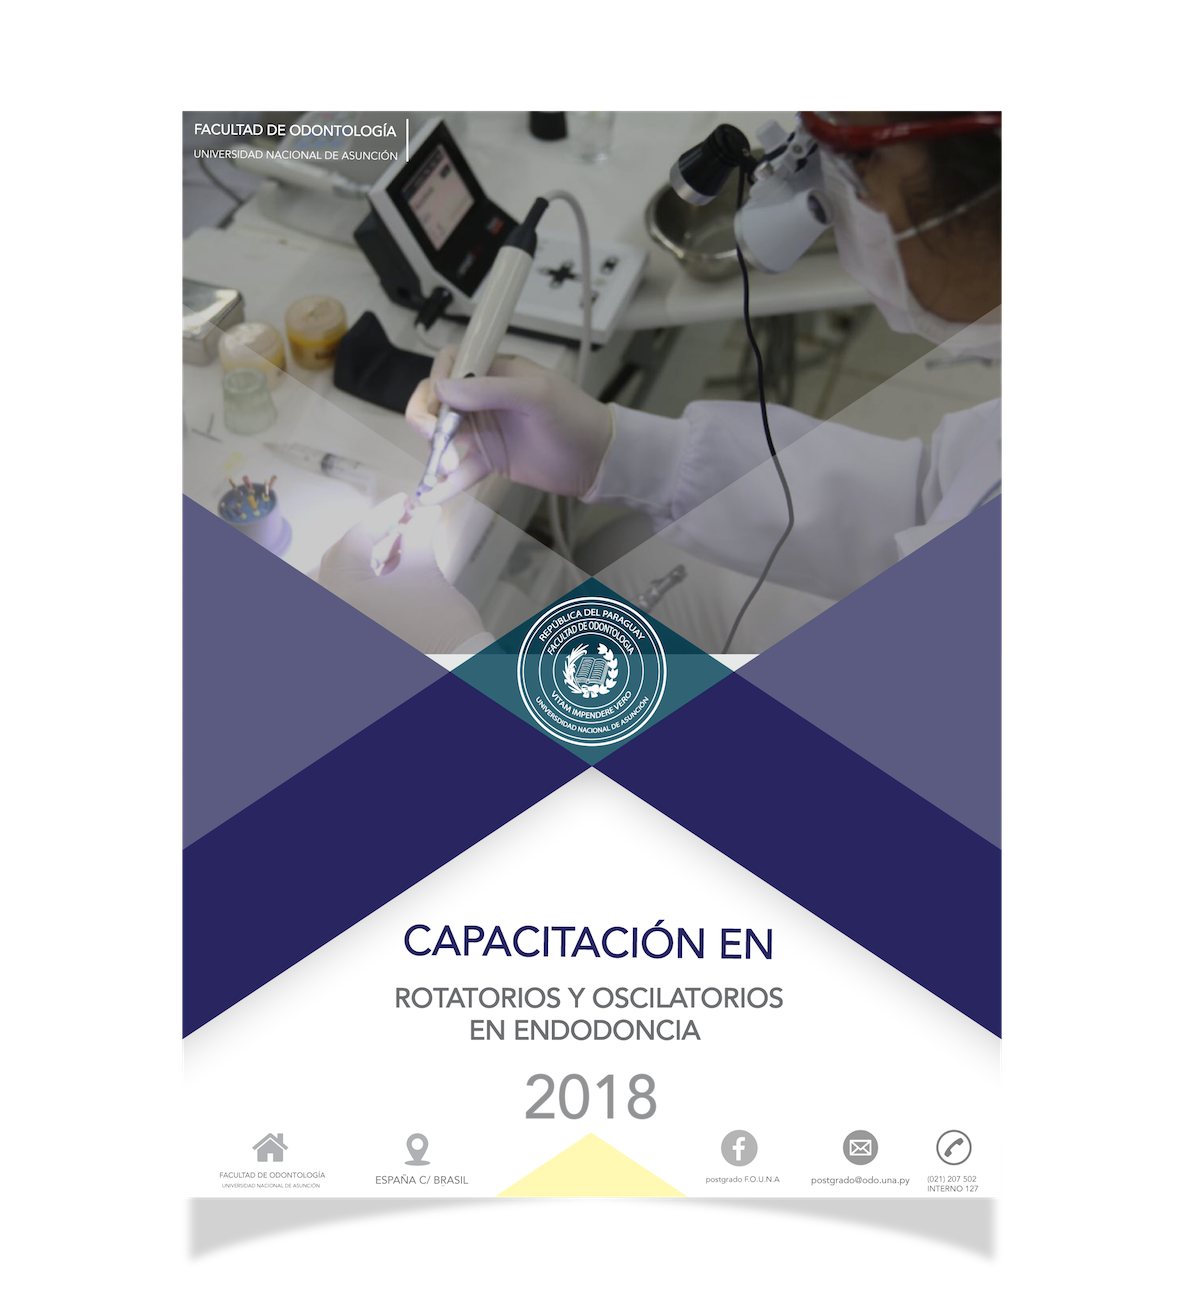 FACULTAD DE ODONTOLOGÍA
UNIVERSIDAD NACIONAL DE ASUNCIÓN
REPÚBLICA DEL PARAGUAY
FACULTAD DE ODONTOLOGIA
VITAM IMPENDERE VERO
UNIVERSDIDAD NACIONAL DE ASUNCIÓN
CAPACITACIÓN EN
ROTATORIOS Y OSCILATORIOS
EN ENDODONCIA
2018
FACULTAD DE ODONTOLOGÍA
UNIVERSIDAD NACIONAL DE ASUNCIÓN
ESPAÑA C/ BRASIL
postgrado F.O.U.N.A
postgrado@odo.una.py
(021) 207 502
INTERNO 127